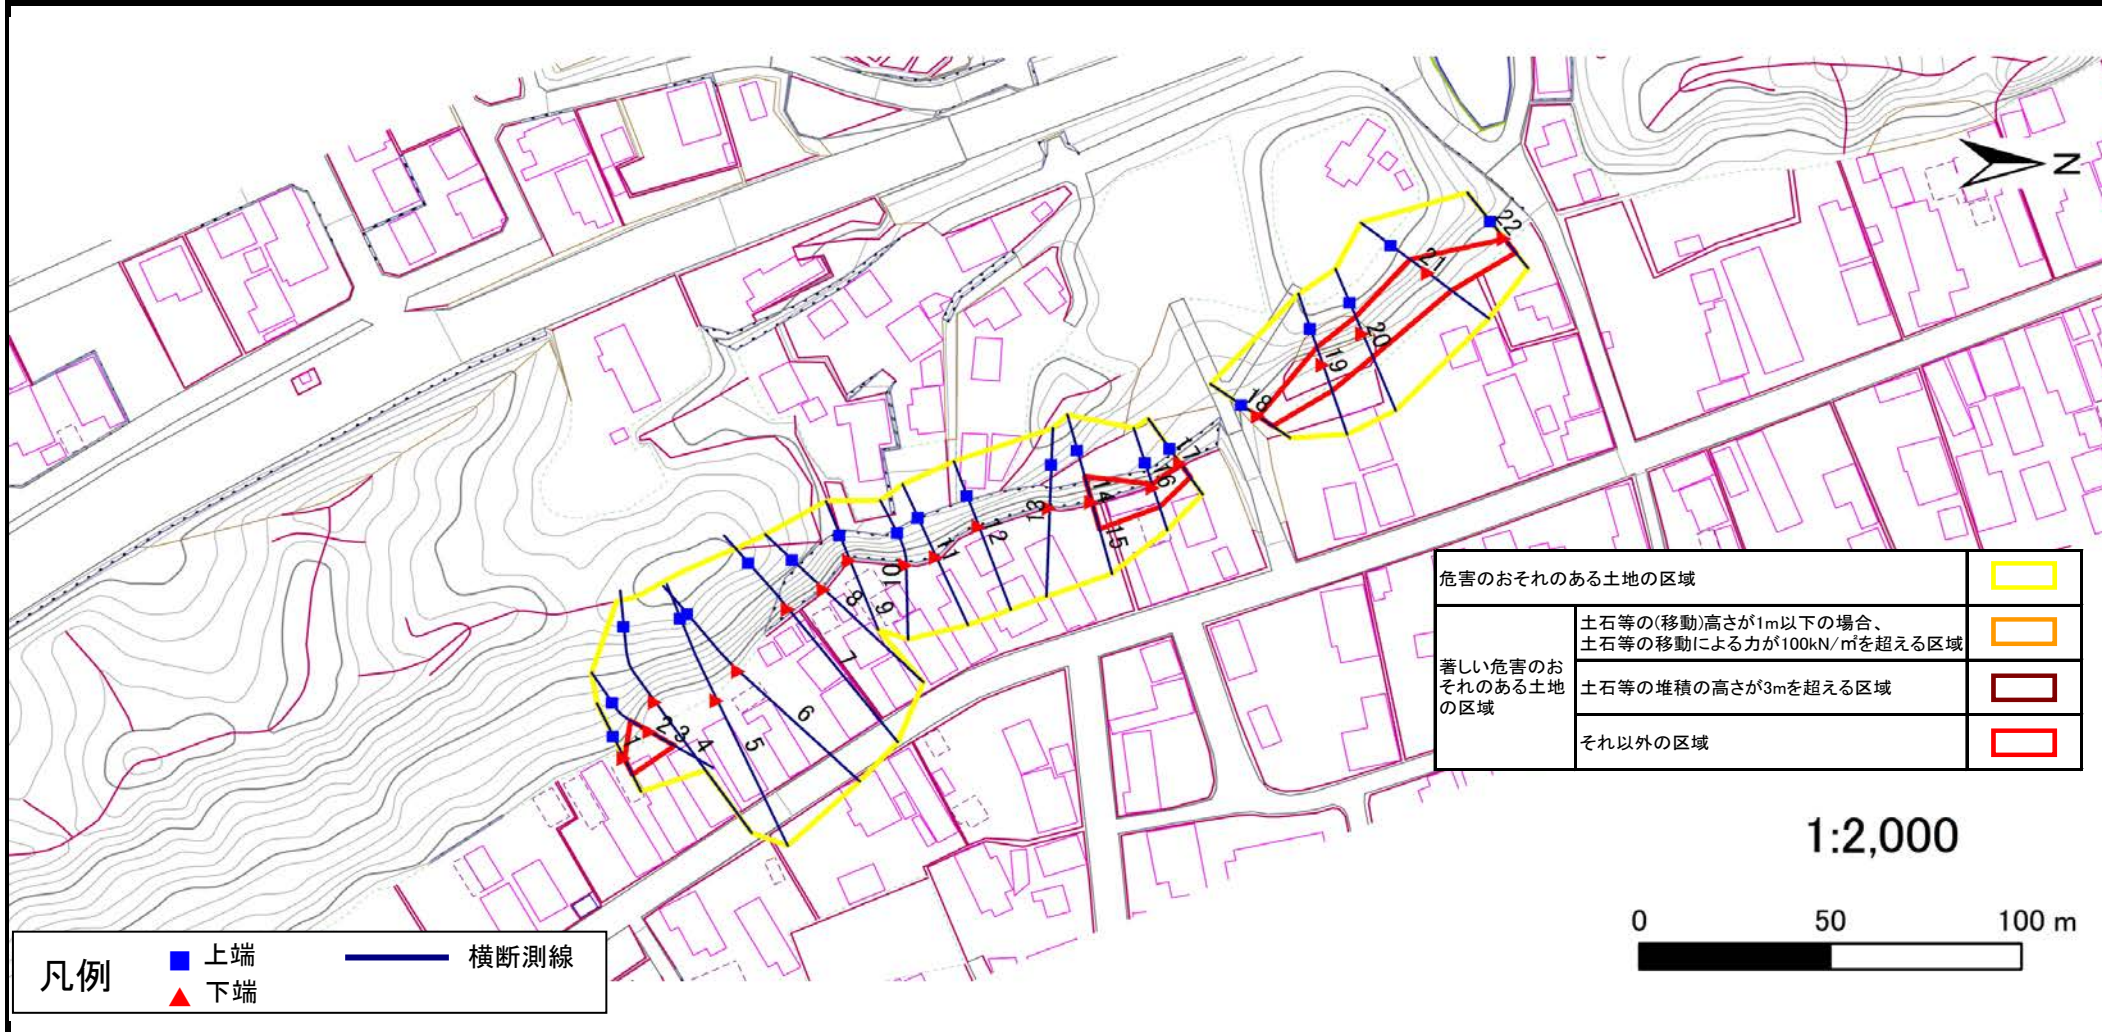 N
22
21
20
19
18
17
16
14
15
13
12
11
10
9
8
7
6
5
4
3
2
1
危害のおそれのある土地の区域
著しい危害のお
それのある土地
の区域
土石等の(移動)高さが1m以下の場合、
土石等の移動による力が100kN/㎡を超える区域
土石等の堆積の高さが3mを超える区域
それ以外の区域
1:2,000
0 50 100 m
凡例
上端 横断測線
下端